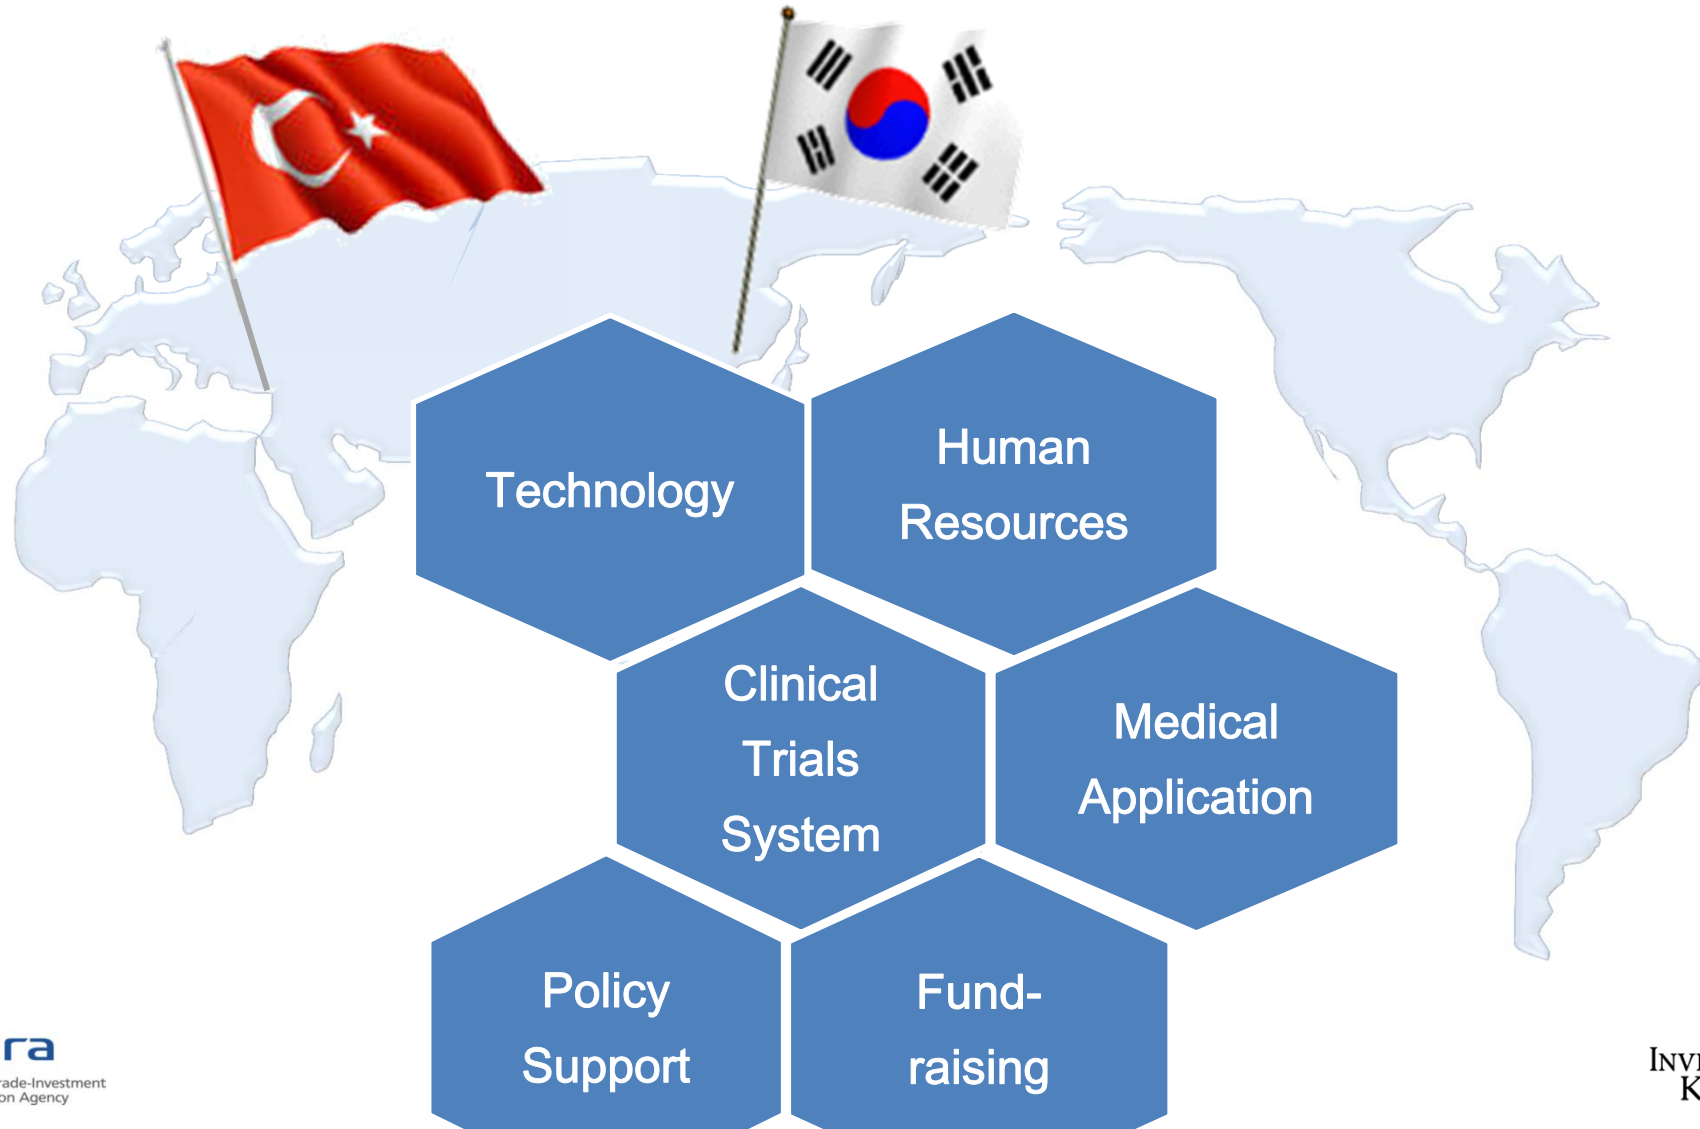 Technology
Human
Resources
Clinical
Trials
System
Medical
Application
Policy
Support
Fund-
raising
ra
rade-Investment
on Agency
INV
K